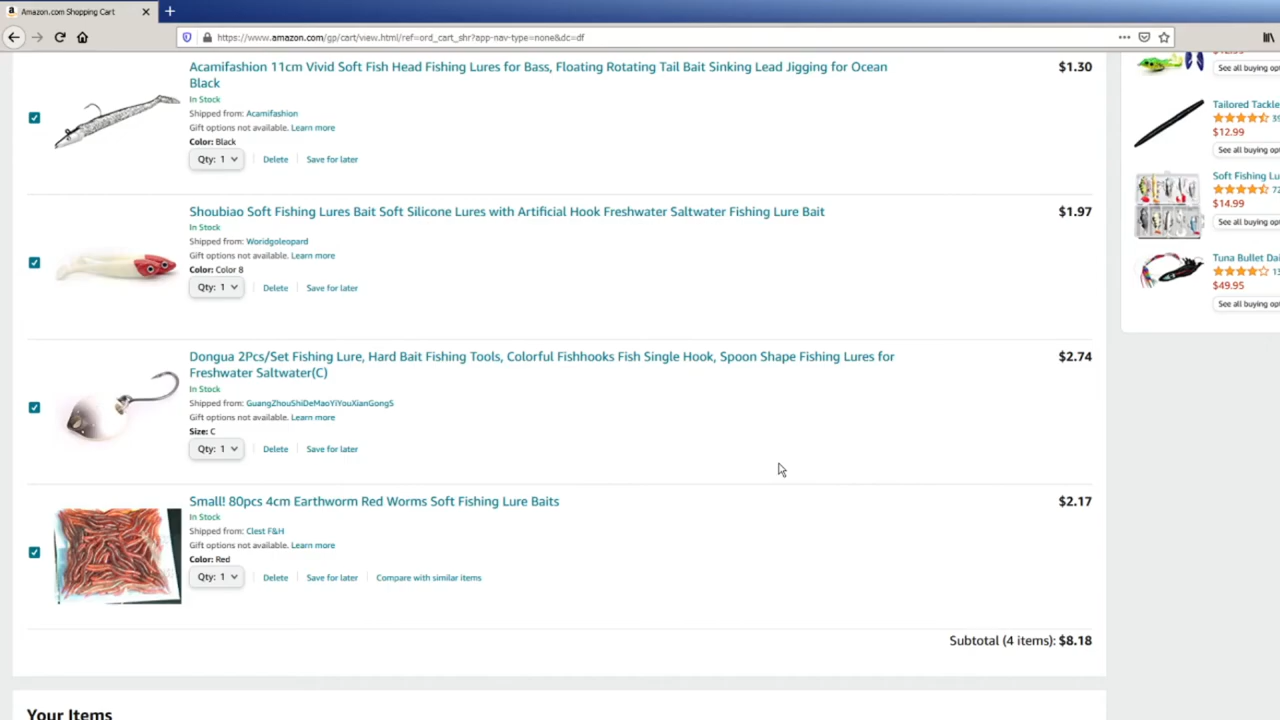 Amazon.com Shopping Cart
https://www.amazon.com/gp/cart/view.html/ref=ord_cart_shr?app-nav-type=none&dc=df
Acamifashion 11cm Vivid Soft Fish Head Fishing Lures for Bass, Floating Rotating Tail Bait Sinking Lead Jigging for Ocean
Black
$1.30
In Stock
Shipped from: Acamifashion
Gift options not available. Learn more
Color: Black
Qty: 1 Delete Save for later
Shoubiao Soft Fishing Lures Bait Soft Silicone Lures with Artificial Hook Freshwater Saltwater Fishing Lure Bait
$1.97
In Stock
Shipped from: Woridgoleopard
Gift options not available. Learn more
Color: Color 8
Qty: 1 Delete Save for later
Dongua 2Pcs/Set Fishing Lure, Hard Bait Fishing Tools, Colorful Fishhooks Fish Single Hook, Spoon Shape Fishing Lures for
Freshwater Saltwater(C)
$2.74
In Stock
Shipped from: GuangZhouShiDeMaoYiYouXianGongS
Gift options not available. Learn more
Size: C
Qty: 1 Delete Save for later
Small! 80pcs 4cm Earthworm Red Worms Soft Fishing Lure Baits
$2.17
In Stock
Shipped from: Clest F&H
Gift options not available. Learn more
Color: Red
Qty: 1 Delete Save for later Compare with similar items
Subtotal (4 items): $8.18
Your Items
See all buying opt
Tailored Tackle
39
$12.99
See all buying opt
Soft Fishing Lu
72
$14.99
See all buying opt
Tuna Bullet Dai
13
$49.95
See all buying opt